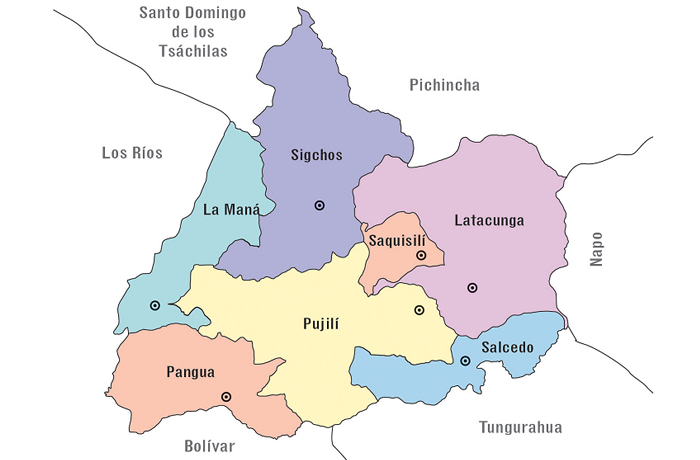 Santo Domingo
de los
Tsáchilas
Pichincha
Los Ríos
Sigchos
La Maná
Latacunga
Saquisilí
Napo
Pujilí
Salcedo
Pangua
Tungurahua
Bolívar